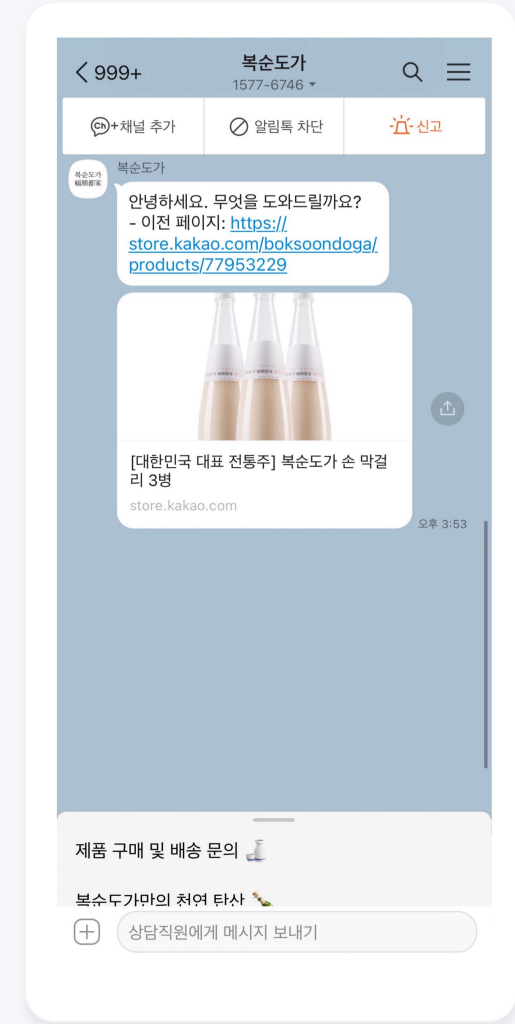 999+
복순도가
1577-6746
Ch+채널 추가
알림톡 차단
신고
복순도가
福順都家
복순도가
안녕하세요. 무엇을 도와드릴까요?
- 이전 페이지: https://
store.kakao.com/boksoondoga/
products/77953229
[대한민국 대표 전통주] 복순도가 손 막걸
리 3병
store.kakao.com
오후 3:53
제품 구매 및 배송 문의
복순도가만의 천연 탄산
상담직원에게 메시지 보내기